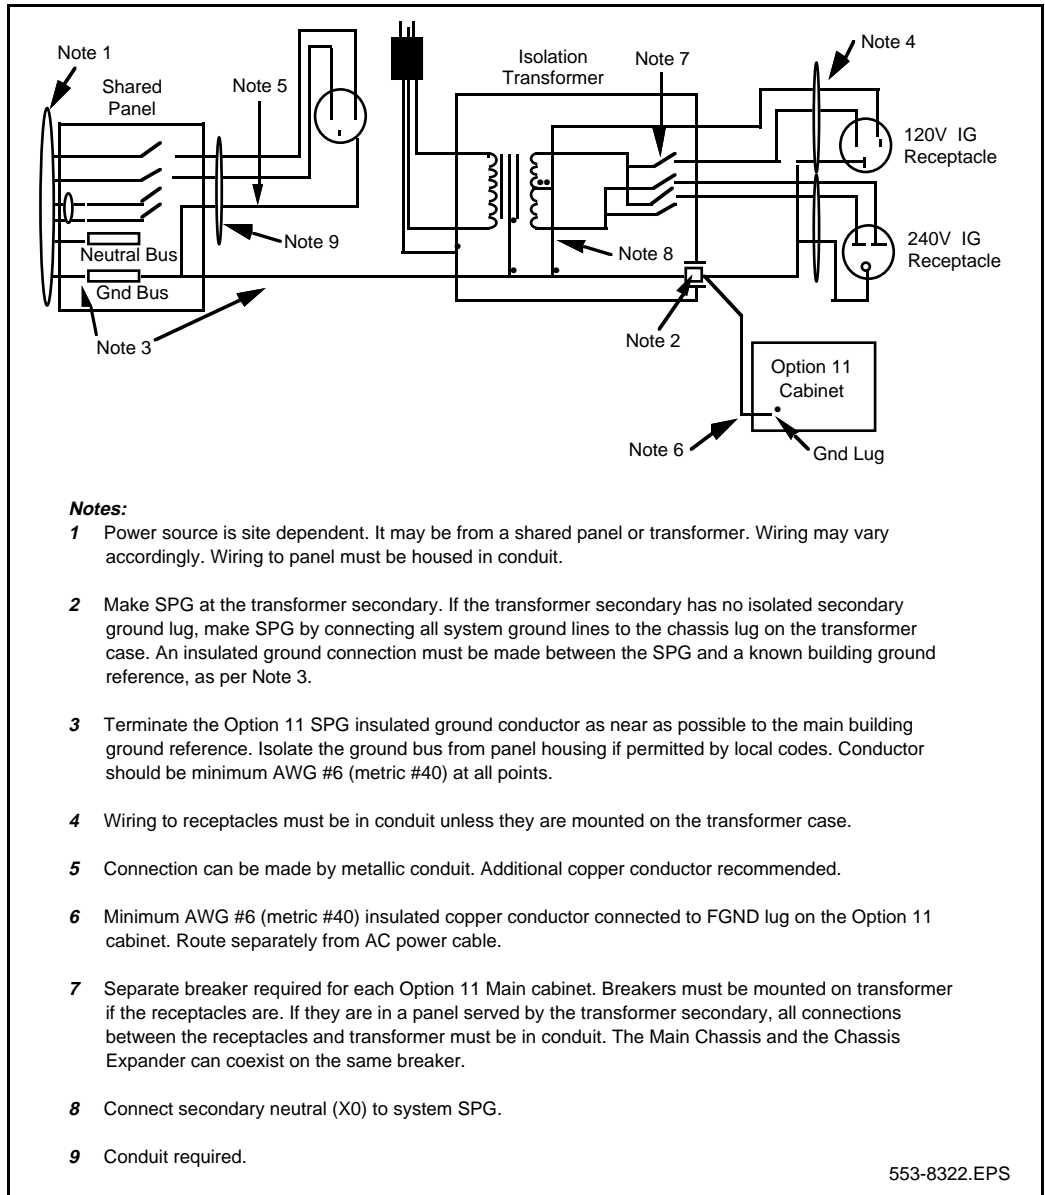 Note 1
Shared
Panel
Note 5
Isolation
Transformer
Note 7
Note 4
120V IG
Receptacle
Neutral Bus
Note 9
Note 8
240V IG
Receptacle
Gnd Bus
Note 3
Note 2
Option 11
Cabinet
Note 6
Gnd Lug
Notes:
1 Power source is site dependent. It may be from a shared panel or transformer. Wiring may vary
accordingly. Wiring to panel must be housed in conduit.
2 Make SPG at the transformer secondary. If the transformer secondary has no isolated secondary
ground lug, make SPG by connecting all system ground lines to the chassis lug on the transformer
case. An insulated ground connection must be made between the SPG and a known building ground
reference, as per Note 3.
3 Terminate the Option 11 SPG insulated ground conductor as near as possible to the main building
ground reference. Isolate the ground bus from panel housing if permitted by local codes. Conductor
should be minimum AWG #6 (metric #40) at all points.
4 Wiring to receptacles must be in conduit unless they are mounted on the transformer case.
5 Connection can be made by metallic conduit. Additional copper conductor recommended.
6 Minimum AWG #6 (metric #40) insulated copper conductor connected to FGND lug on the Option 11
cabinet. Route separately from AC power cable.
7 Separate breaker required for each Option 11 Main cabinet. Breakers must be mounted on transformer
if the receptacles are. If they are in a panel served by the transformer secondary, all connections
between the receptacles and transformer must be in conduit. The Main Chassis and the Chassis
Expander can coexist on the same breaker.
8 Connect secondary neutral (X0) to system SPG.
9 Conduit required.
553-8322.EPS